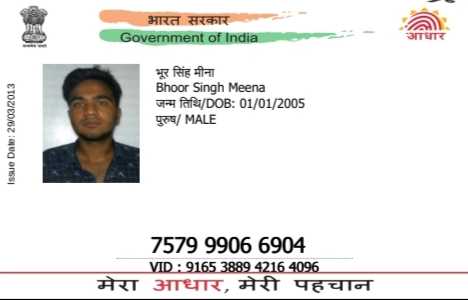 भारत सरकार
Government of India
आधार
Issue Date: 29/03/2013
भूर सिंह मीना
Bhoor Singh Meena
जन्म तिथि/DOB: 01/01/2005
पुरुष/ MALE
7579 9906 6904
VID : 9165 3889 4216 4096
मेरा आधार, मेरी पहचान